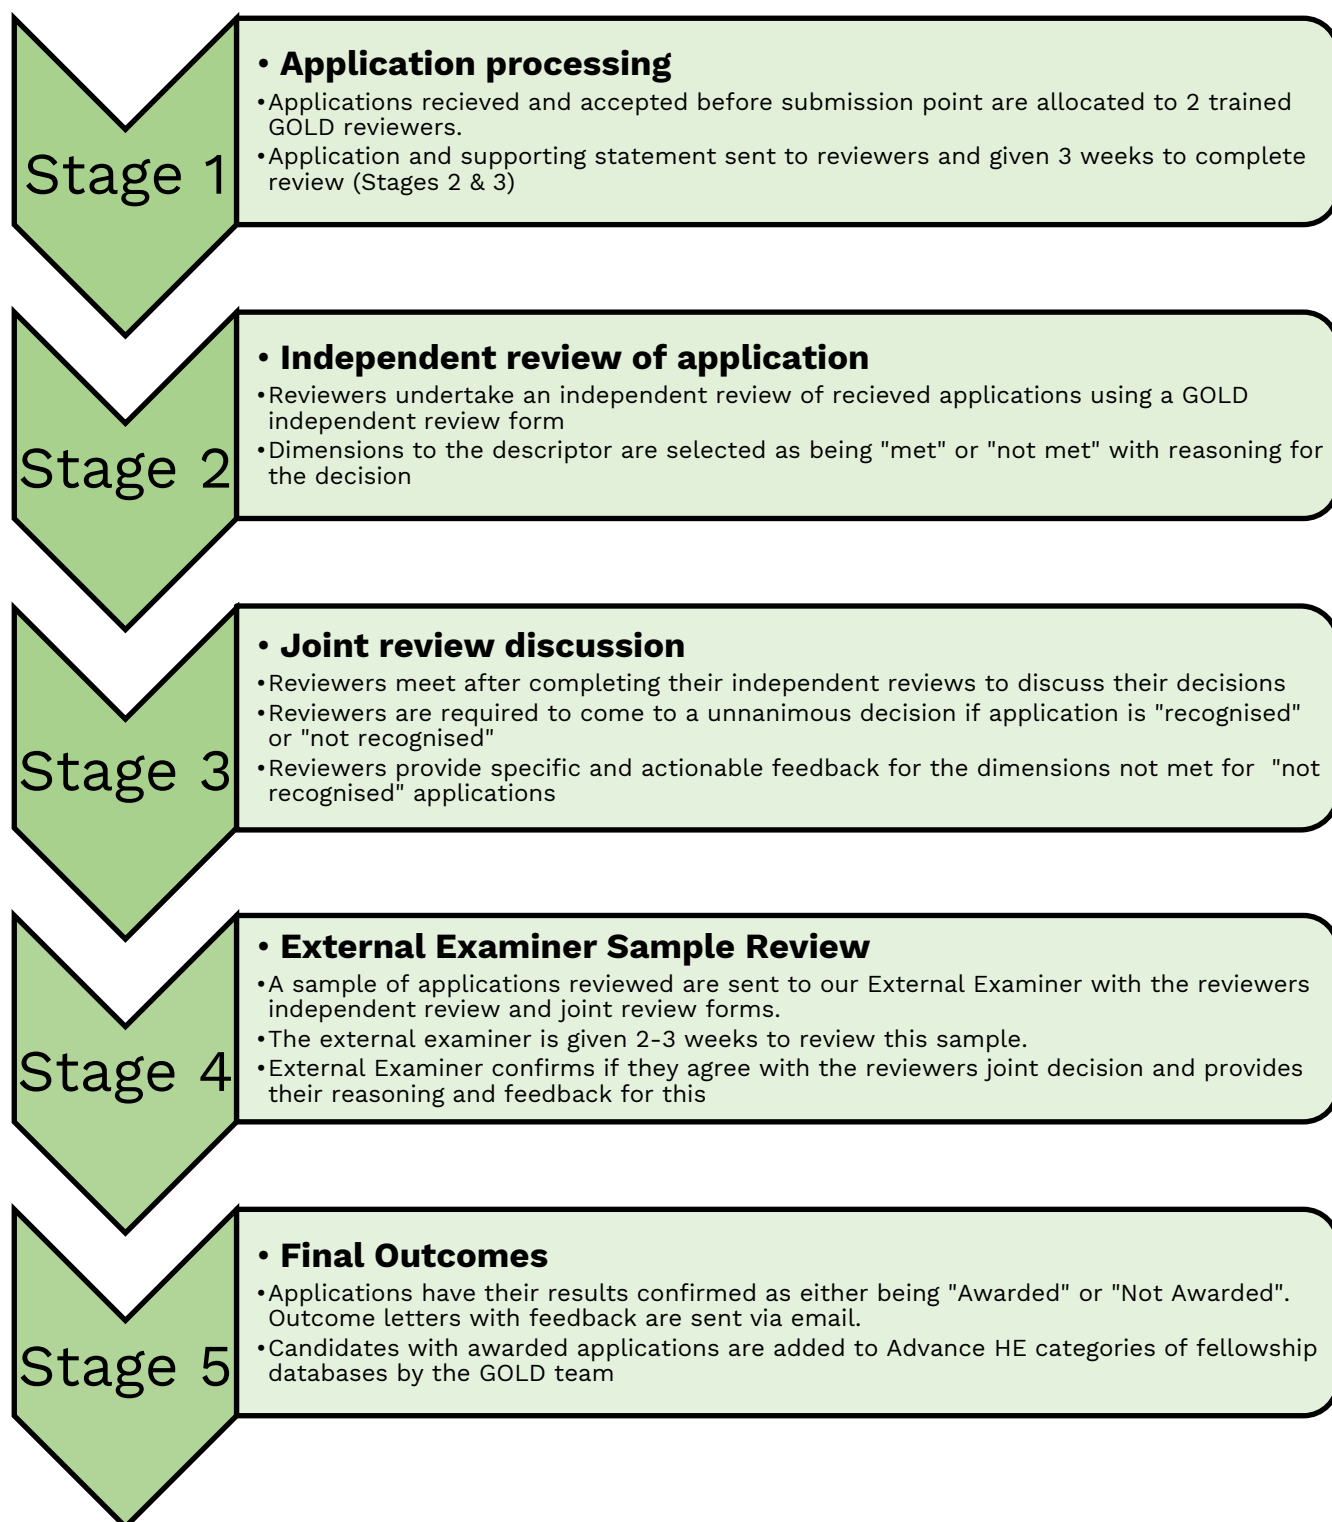 Stage 1
• Application processing
•Applications recieved and accepted before submission point are allocated to 2 trained
GOLD reviewers.
•Application and supporting statement sent to reviewers and given 3 weeks to complete
review (Stages 2 & 3)
Stage 2
• Independent review of application
•Reviewers undertake an independent review of recieved applications using a GOLD
independent review form
•Dimensions to the descriptor are selected as being "met" or "not met" with reasoning for
the decision
Stage 3
• Joint review discussion
•Reviewers meet after completing their independent reviews to discuss their decisions
•Reviewers are required to come to a unnanimous decision if application is "recognised"
or "not recognised"
•Reviewers provide specific and actionable feedback for the dimensions not met for  "not
recognised" applications
Stage 4
• External Examiner Sample Review
•A sample of applications reviewed are sent to our External Examiner with the reviewers
independent review and joint review forms.
•The external examiner is given 2-3 weeks to review this sample.
•External Examiner confirms if they agree with the reviewers joint decision and provides
their reasoning and feedback for this
Stage 5
• Final Outcomes
•Applications have their results confirmed as either being "Awarded" or "Not Awarded".
Outcome letters with feedback are sent via email.
•Candidates with awarded applications are added to Advance HE categories of fellowship
databases by the GOLD team